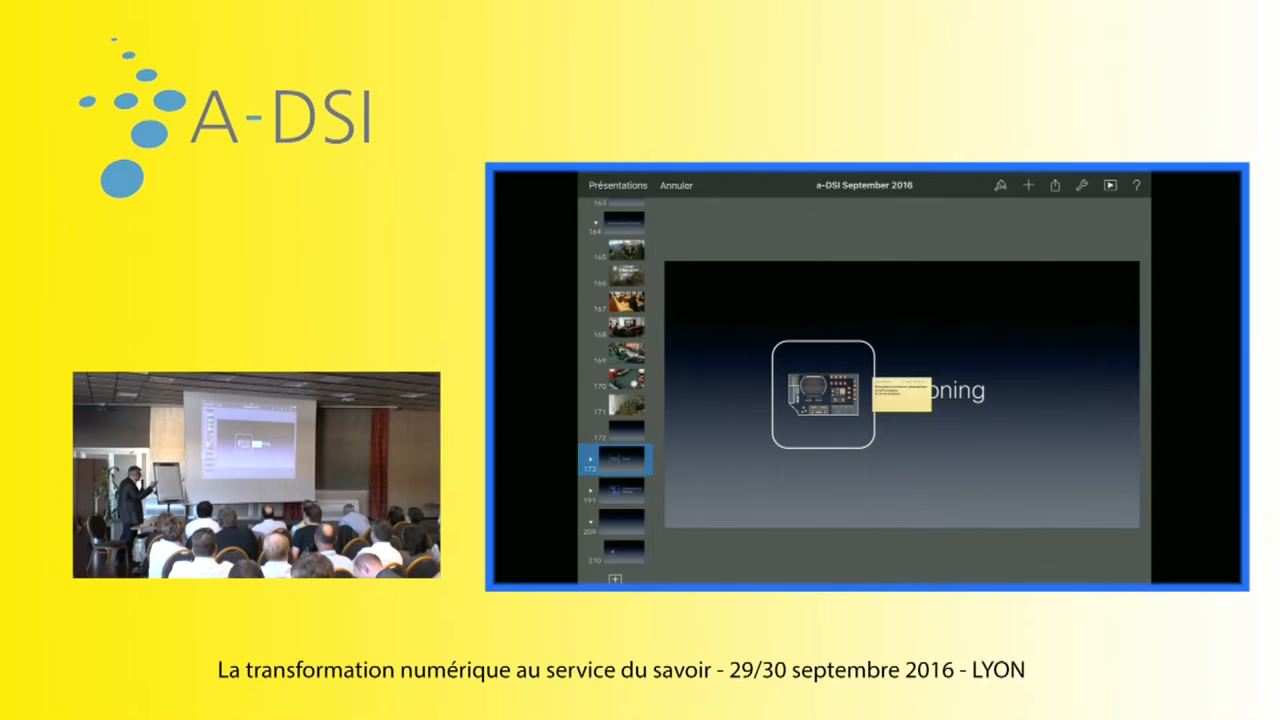 A-DSI
Présentations
Annuler
a-DSI September 2016
?
163
164
165
166
167
168
169
170
171
172
173
191
209
210
oning
La transformation numérique au service du savoir - 29/30 septembre 2016 - LYON